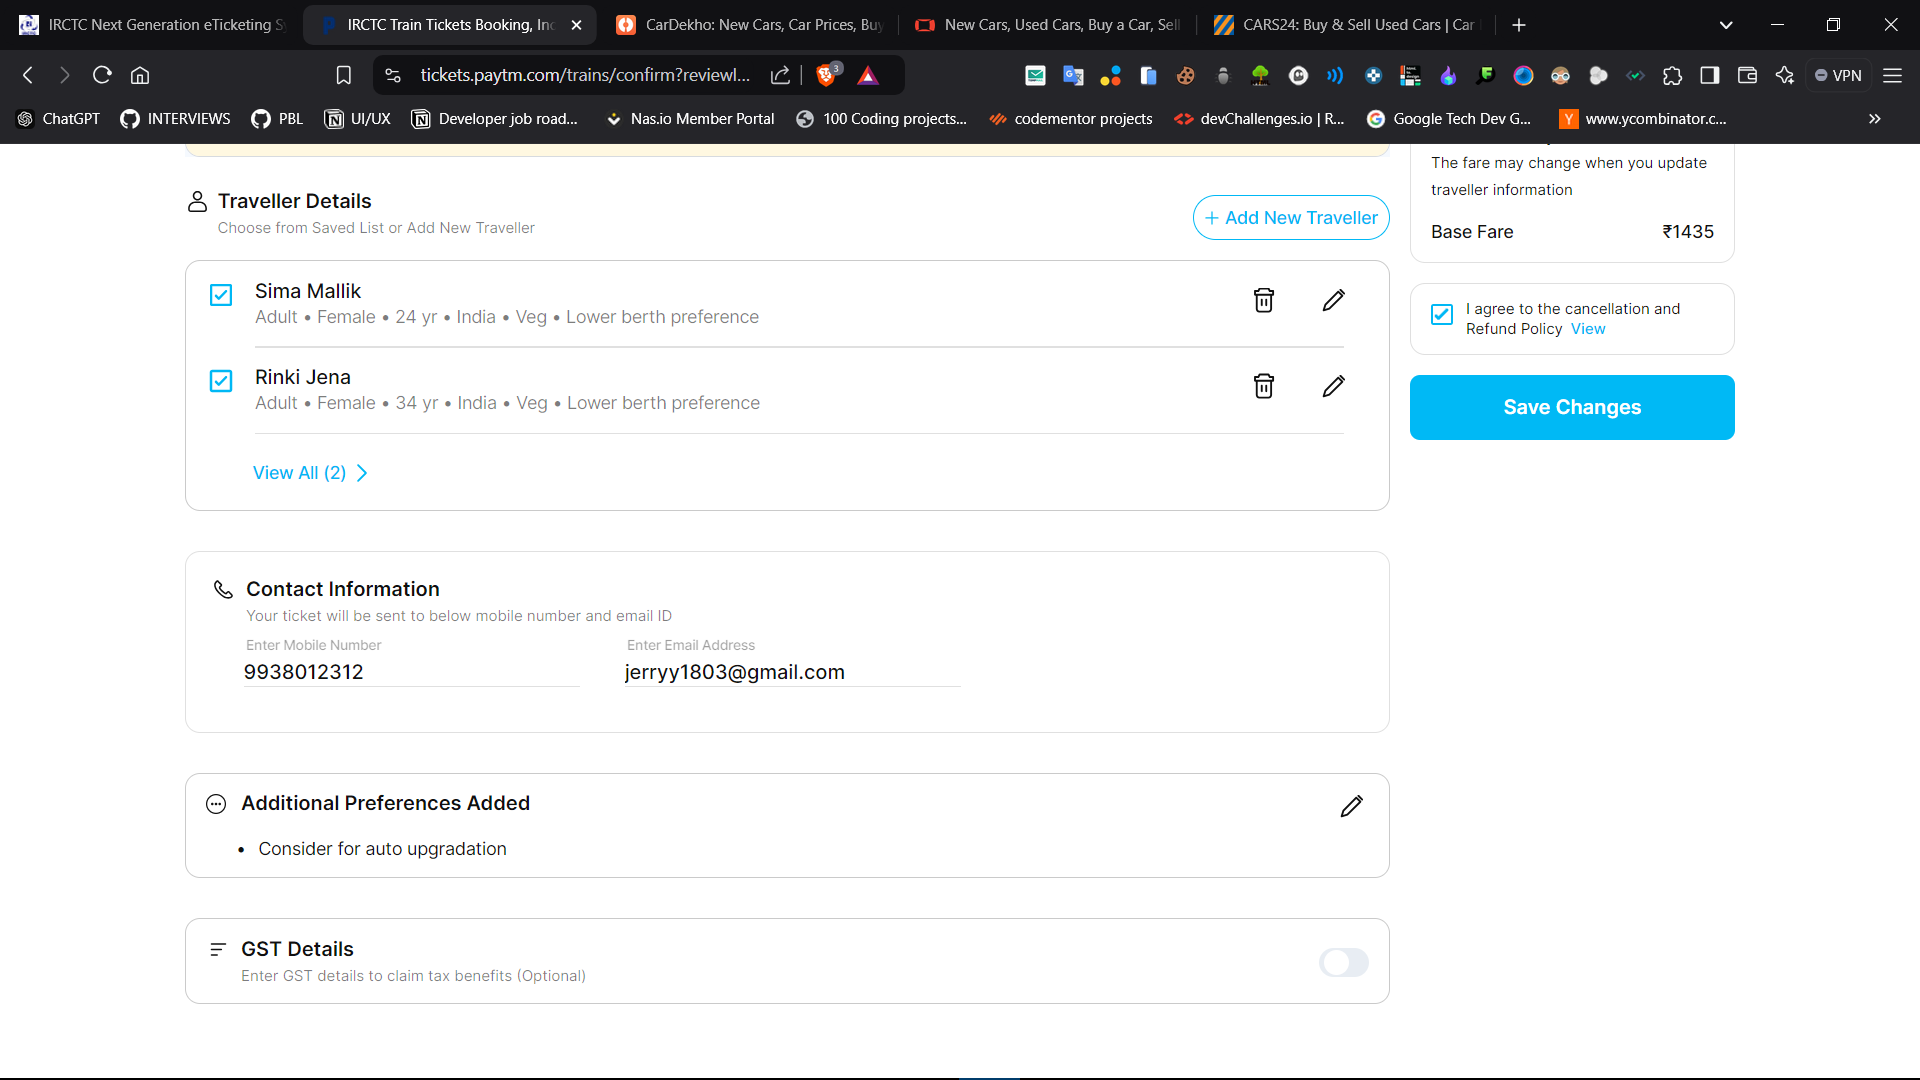 IRCTC Next Generation eTicketing Sy
IRCTC Train Tickets Booking, Inc
CarDekho: New Cars, Car Prices, Buy
New Cars, Used Cars, Buy a Car, Sell
CARS24: Buy & Sell Used Cars | Car
tickets.paytm.com/trains/confirm?reviewl...
3
VPN
ChatGPT
INTERVIEWS
PBL
UI/UX
Developer job road...
Nas.io Member Portal
100 Coding projects...
codementor projects
devChallenges.io | R...
Google Tech Dev G...
www.ycombinator.c...
Traveller Details
Choose from Saved List or Add New Traveller
+ Add New Traveller
Sima Mallik
Adult • Female • 24 yr • India • Veg • Lower berth preference
Rinki Jena
Adult • Female • 34 yr • India • Veg • Lower berth preference
View All (2)
Contact Information
Your ticket will be sent to below mobile number and email ID
Enter Mobile Number
9938012312
Enter Email Address
jerryy1803@gmail.com
Additional Preferences Added
• Consider for auto upgradation
GST Details
Enter GST details to claim tax benefits (Optional)
The fare may change when you update
traveller information
Base Fare ₹1435
I agree to the cancellation and
Refund Policy View
Save Changes